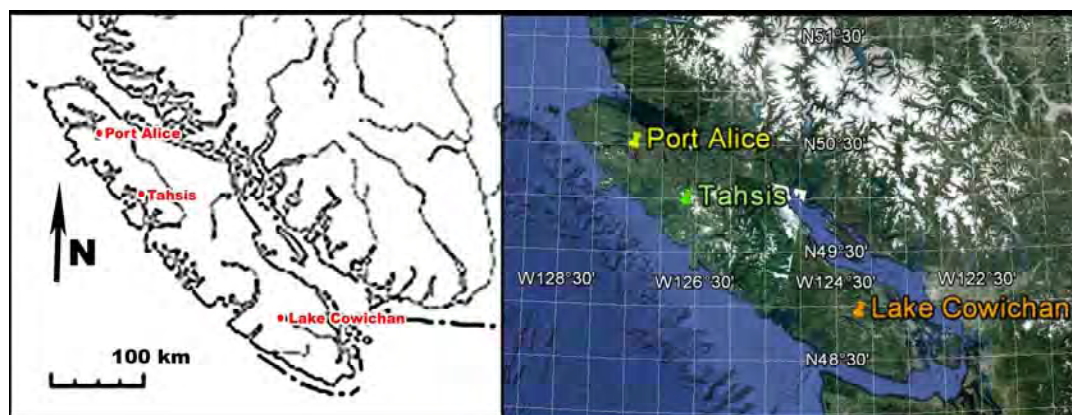 Port Alice
Tahsis
N
Lake Cowichan
100 km
N51°30'
Port Alice
N50°30'
Tahsis
N49°30'
W128°30'
W126°30'
W124°30'
W122°30'
Lake Cowichan
N48°30'